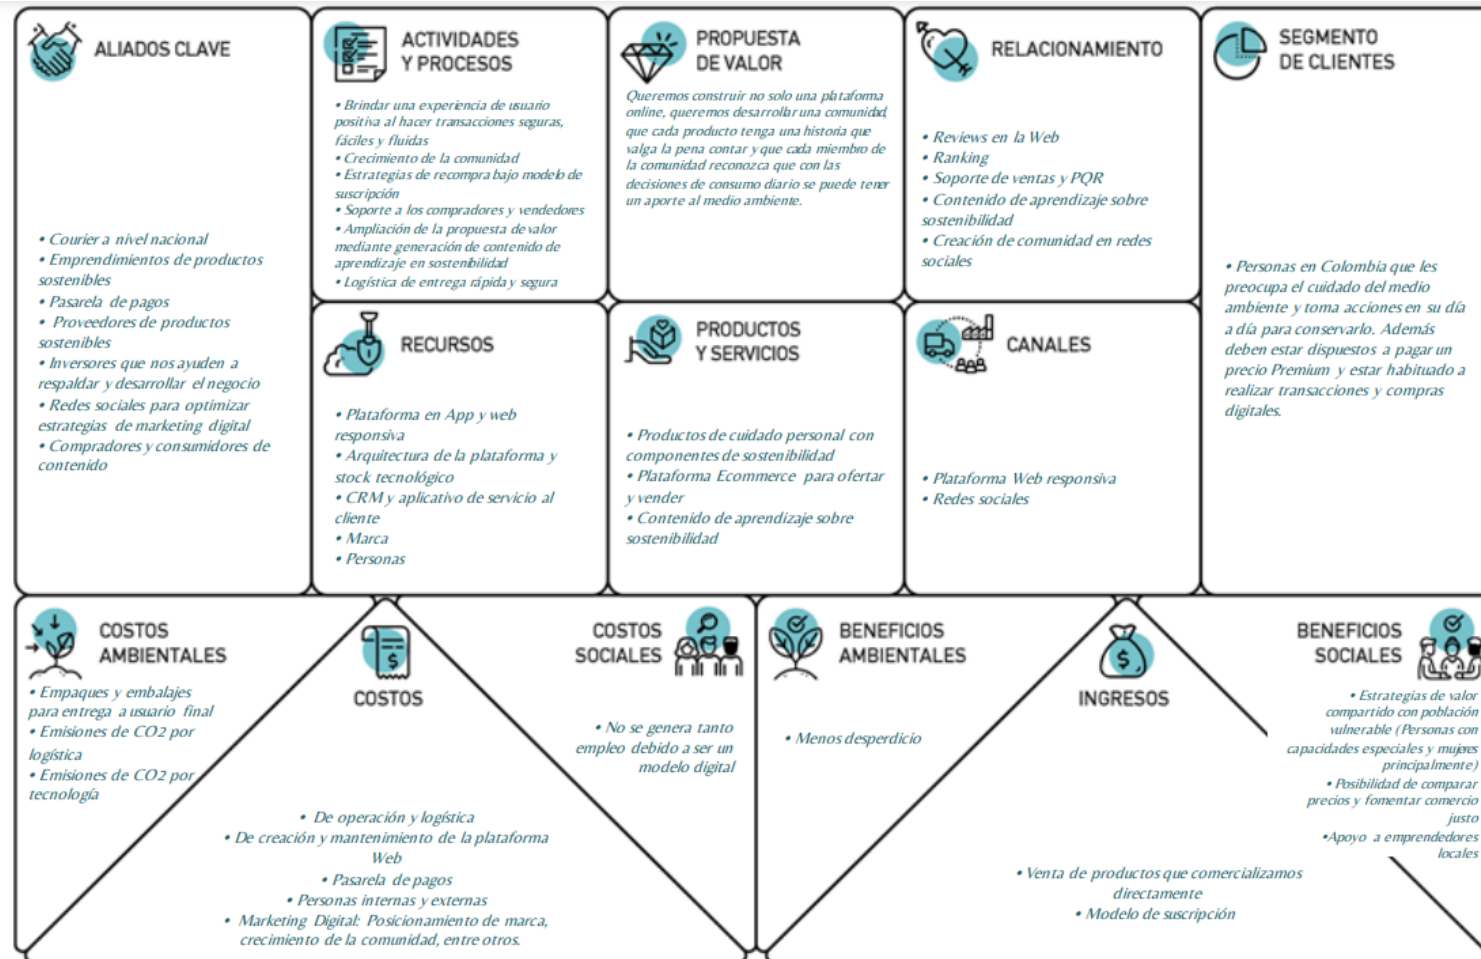 ALIADOS CLAVE
• Courier a nivel nacional
• Emprendimientos de productos
sostenibles
• Pasarela de pagos
• Proveedores de productos
sostenibles
• Inversores que nos ayuden a
respaldar y desarrollar el negocio
• Redes sociales para optimizar
estrategias de marketing digital
• Compradores y consumidores de
contenido
ACTIVIDADES
Y PROCESOS
• Brindar una experiencia de usuario
positiva al hacer transacciones seguras,
fáciles y fluidas
• Crecimiento de la comunidad
• Estrategias de recompra bajo modelo de
suscripción
• Soporte a los compradores y vendedores
• Ampliación de la propuesta de valor
mediante generación de contenido de
aprendizaje en sostenibilidad
• Logística de entrega rápida y segura
RECURSOS
• Plataforma en App y web
responsiva
• Arquitectura de la plataforma y
stock tecnológico
• CRM y aplicativo de servicio al
cliente
• Marca
• Personas
PROPUESTA
DE VALOR
Queremos construir no solo una plataforma
online, queremos desarrollar una comunidad,
que cada producto tenga una historia que
valga la pena contar y que cada miembro de
la comunidad reconozca que con las
decisiones de consumo diario se puede tener
un aporte al medio ambiente.
PRODUCTOS
Y SERVICIOS
• Productos de cuidado personal con
componentes de sostenibilidad
• Plataforma Ecommerce para ofertar
y vender
• Contenido de aprendizaje sobre
sostenibilidad
RELACIONAMIENTO
• Reviews en la Web
• Ranking
• Soporte de ventas y PQR
• Contenido de aprendizaje sobre
sostenibilidad
• Creación de comunidad en redes
sociales
CANALES
• Plataforma Web responsiva
• Redes sociales
SEGMENTO
DE CLIENTES
• Personas en Colombia que les
preocupa el cuidado del medio
ambiente y toma acciones en su día
a día para conservarlo. Además
deben estar dispuestos a pagar un
precio Premium y estar habituado a
realizar transacciones y compras
digitales.
COSTOS
AMBIENTALES
• Empaques y embalajes
para entrega a usuario final
• Emisiones de CO2 por
logística
• Emisiones de CO2 por
tecnología
$
COSTOS
• De operación y logística
• De creación y mantenimiento de la plataforma
Web
• Pasarela de pagos
• Personas internas y externas
• Marketing Digital: Posicionamiento de marca,
crecimiento de la comunidad, entre otros.
COSTOS
SOCIALES
• No se genera tanto
empleo debido a ser un
modelo digital
BENEFICIOS
AMBIENTALES
• Menos desperdicio
$
INGRESOS
• Venta de productos que comercializamos
directamente
• Modelo de suscripción
BENEFICIOS
SOCIALES
• Estrategias de valor
compartido con población
vulnerable (Personas con
capacidades especiales y mujeres
principalmente)
• Posibilidad de comparar
precios y fomentar comercio
justo
•Apoyo a emprendedores
locales